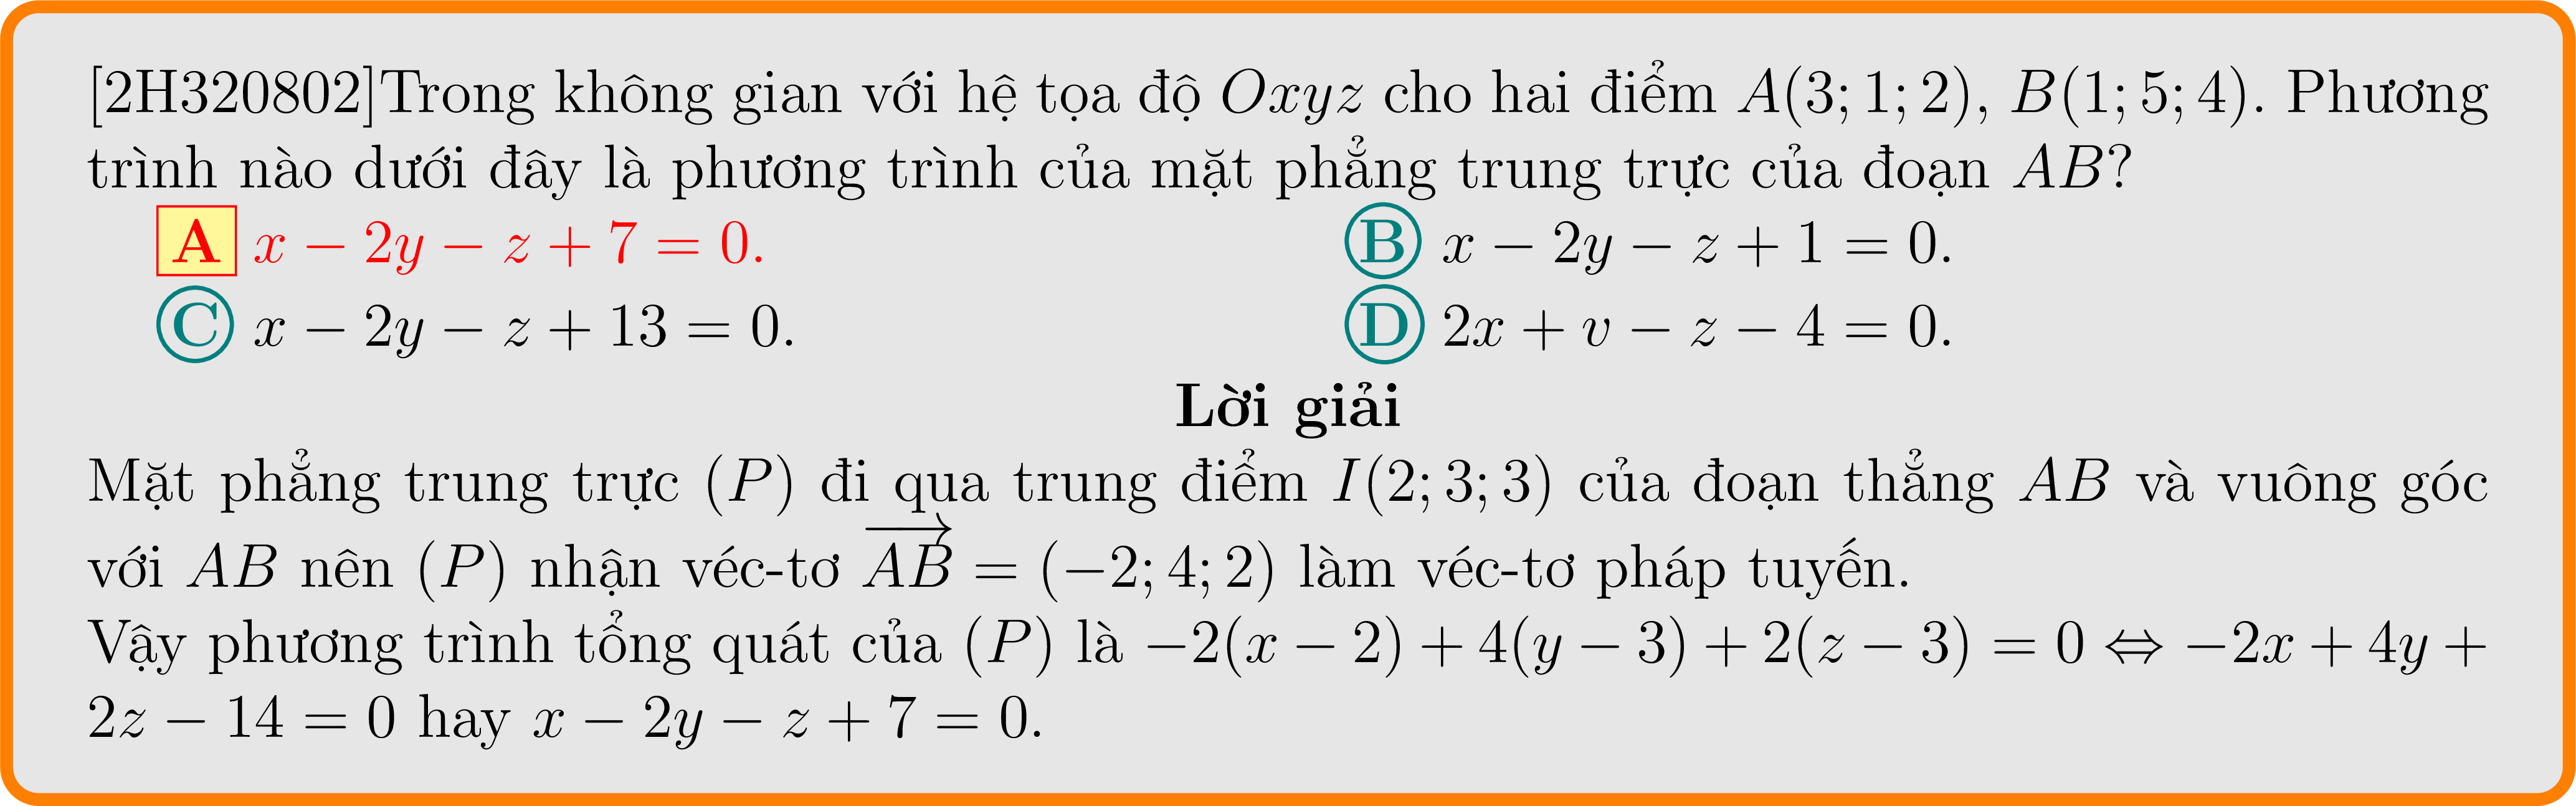 [2H320802]Trong không gian với hệ tọa độ Oxyz cho hai điểm A(3; 1; 2), B(1; 5; 4). Phương
trình nào dưới đây là phương trình của mặt phẳng trung trực của đoạn AB?
A x − 2y − z + 7 = 0. B x − 2y − z + 1 = 0.
C x − 2y − z + 13 = 0. D 2x + v − z − 4 = 0.
Lời giải
Mặt phẳng trung trực (P) đi qua trung điểm I(2; 3; 3) của đoạn thẳng AB và vuông góc
với AB nên (P) nhận véc-tơ \overrightarrow{AB} = (−2; 4; 2) làm véc-tơ pháp tuyến.
Vậy phương trình tổng quát của (P) là −2(x − 2) + 4(y − 3) + 2(z − 3) = 0 ⇔ −2x + 4y +
2z − 14 = 0 hay x − 2y − z + 7 = 0.